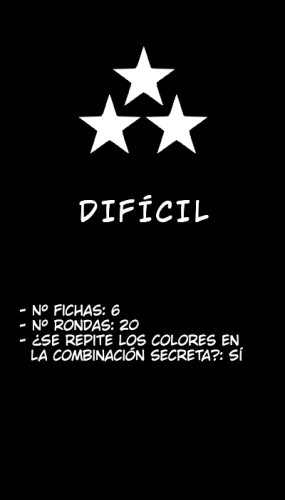 DIFÍCIL
- Nº FICHAS: 6
- Nº RONDAS: 20
- ¿SE REPITE LOS COLORES EN
LA COMBINACIÓN SECRETA?: SÍ